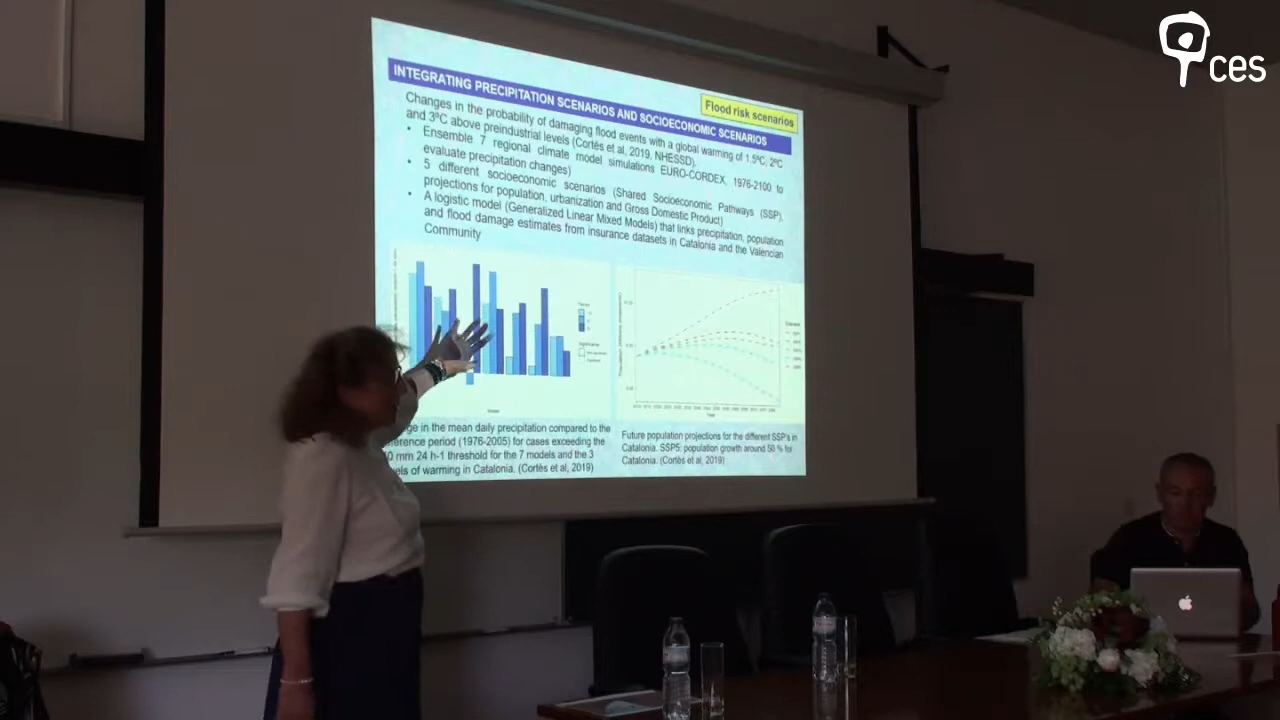 ces
Flood risk scenarios
INTEGRATING PRECIPITATION SCENARIOS AND SOCIOECONOMIC SCENARIOS
Changes in the probability of damaging flood events with a global warming of 1.5ºC, 2ºC
and 3ºC above preindustrial levels (Cortès et al, 2019, NHESSD).
• Ensemble 7 regional climate model simulations EURO-CORDEX, 1976-2100 to
evaluate precipitation changes)
• 5 different socioeconomic scenarios (Shared Socioeconomic Pathways (SSP),
projections for population, urbanization and Gross Domestic Product)
• A logistic model (Generalized Linear Mixed Models) that links precipitation, population
and flood damage estimates from insurance datasets in Catalonia and the Valencian
Community
in the mean daily precipitation compared to the
period (1976-2005) for cases exceeding the
mm 24 h-1 threshold for the 7 models and the 3
of warming in Catalonia. (Cortès et al, 2019)
Future population projections for the different SSP's in
Catalonia. SSP5: population growth around 50 % for
Catalonia. (Cortès et al, 2019)